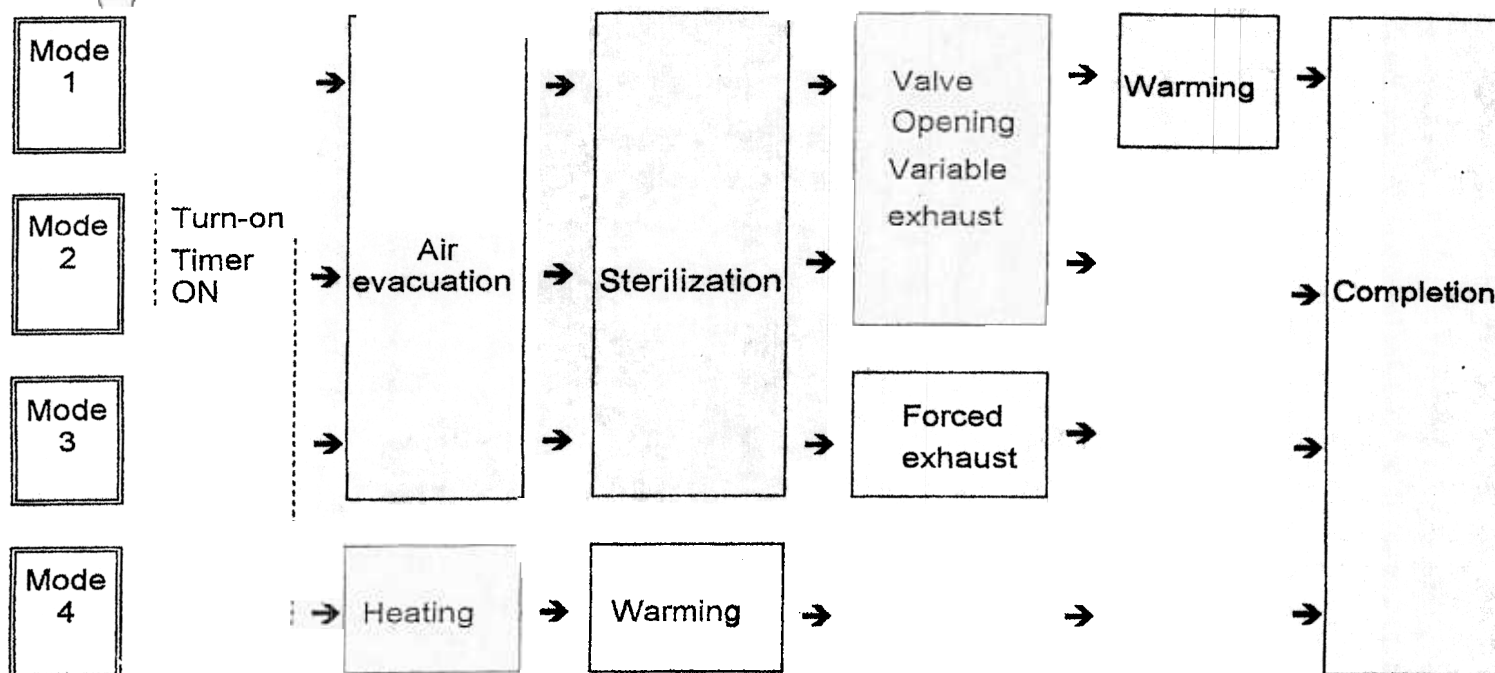 Mode
1
Valve
Opening
Variable
exhaust
Warming
Mode
2
Turn-on
Timer
ON
Air
evacuation
Sterilization
Completion
Mode
3
Forced
exhaust
Mode
4
Heating
Warming